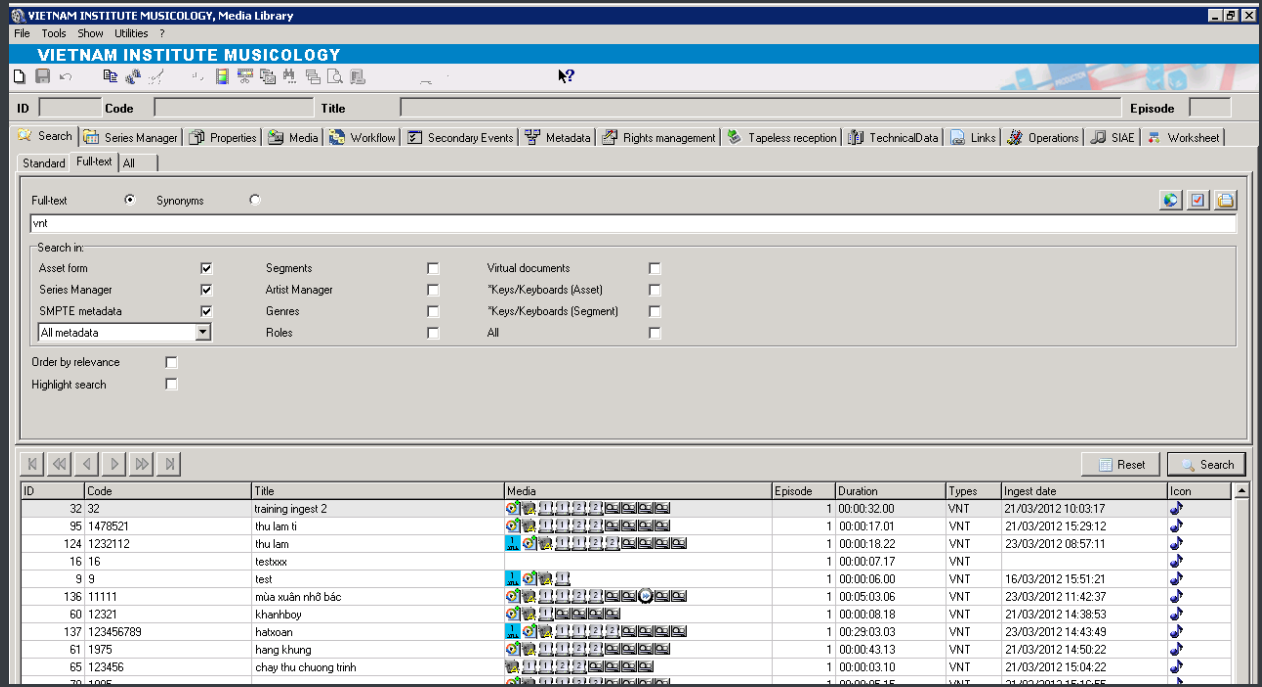 VIETNAM INSTITUTE MUSICOLOGY, Media Library
File Tools Show Utilities ?
VIETNAM INSTITUTE MUSICOLOGY
ID Code Title Episode
Search Series Manager Properties Media Workflow Secondary Events Metadata Rights management Tapeless reception TechnicalData Links Operations SIAE Worksheet
Standard Full-text All
Full-text Synonyms
vnt
Search in:
Asset form Segments Virtual documents
Series Manager Artist Manager *Keys/Keyboards (Asset)
SMPTE metadata Genres *Keys/Keyboards (Segment)
All metadata Roles All
Order by relevance
Highlight search
Reset Search
ID Code Title Media Episode Duration Types Ingest date Icon
32 32 training ingest 2 1 00:00:32.00 VNT 21/03/2012 10:03:17
95 1478521 thu lam ti 1 00:00:17.01 VNT 21/03/2012 15:29:12
124 1232112 thu lam 1 00:00:18.22 VNT 23/03/2012 08:57:11
16 16 testxxx 1 00:00:07.17 VNT
9 9 test 1 00:00:06.00 VNT 16/03/2012 15:51:21
136 11111 mùa xuân nhớ bác 1 00:05:03.06 VNT 23/03/2012 11:42:37
60 12321 khanhboy 1 00:00:08.18 VNT 21/03/2012 14:38:53
137 123456789 hatxoan 1 00:29:03.03 VNT 23/03/2012 14:43:49
61 1975 hang khung 1 00:00:43.13 VNT 21/03/2012 14:50:22
65 123456 chay thu chuong trinh 1 00:00:03.10 VNT 21/03/2012 15:04:22